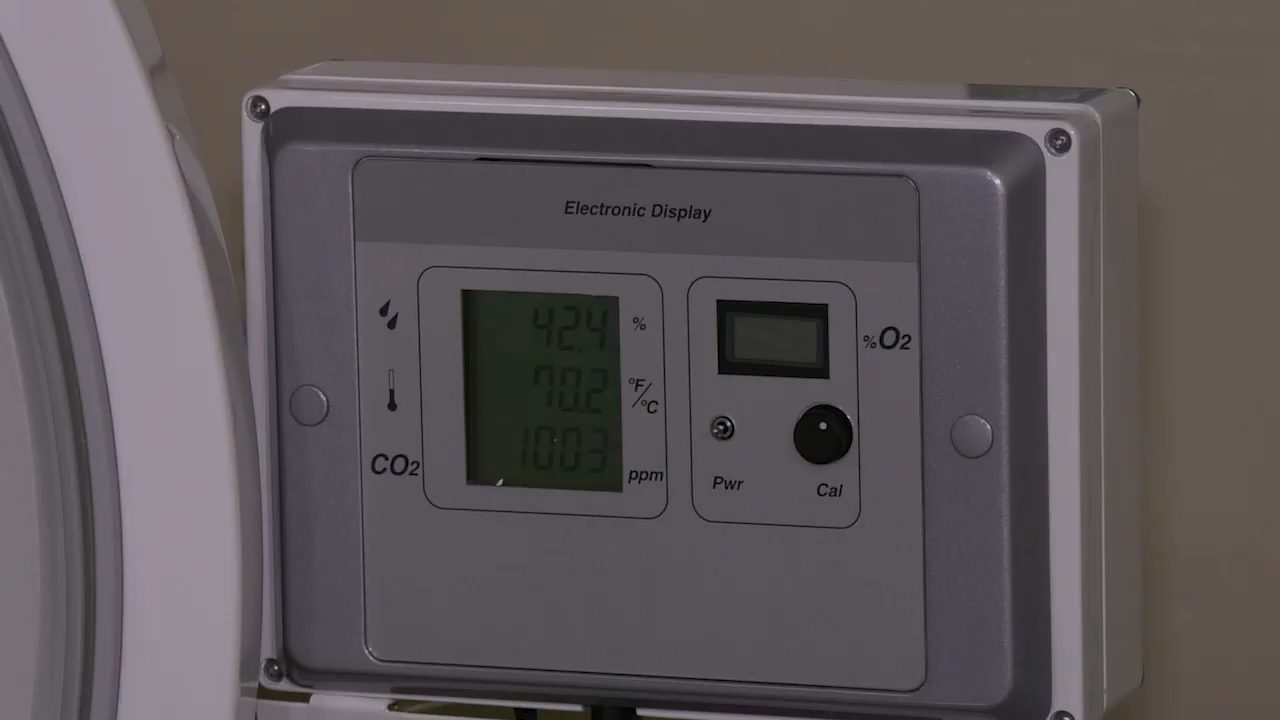 Electronic Display
42.4 %
70.2 °F/°C
CO2 1003 ppm
%O2
Pwr
Cal